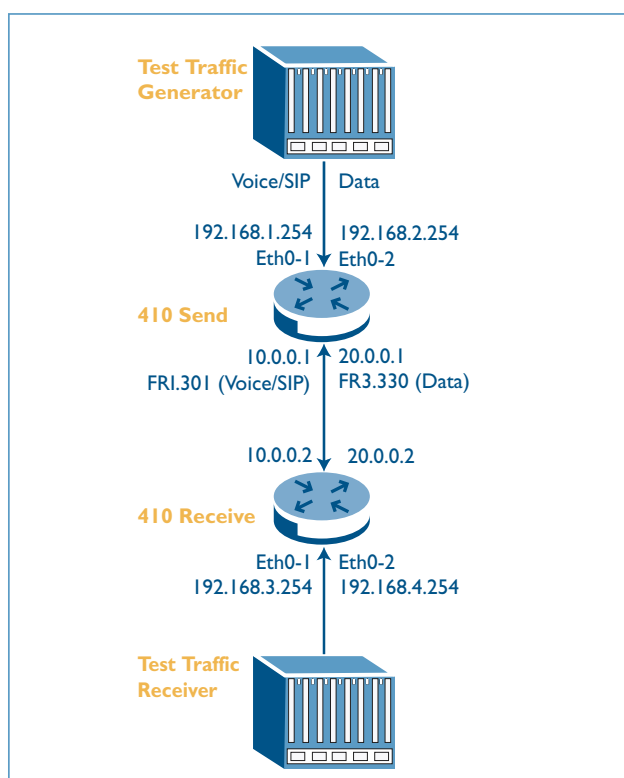 Test Traffic
Generator
Voice/SIP Data
192.168.1.254 192.168.2.254
Eth0-1 Eth0-2
410 Send
10.0.0.1 20.0.0.1
FR1.301 (Voice/SIP) FR3.330 (Data)
10.0.0.2 20.0.0.2
410 Receive
Eth0-1 Eth0-2
192.168.3.254 192.168.4.254
Test Traffic
Receiver